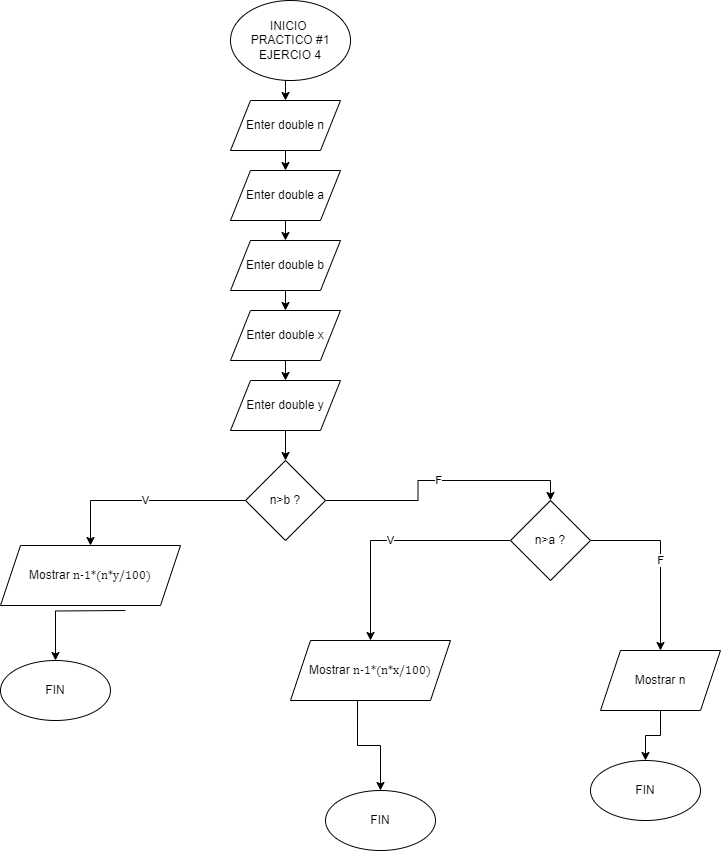 INICIO
PRACTICO #1
EJERCIO 4
Enter double n
Enter double a
Enter double b
Enter double x
Enter double y
n>b ?
V
F
Mostrar n-1*(n*y/100)
FIN
n>a ?
V
F
Mostrar n-1*(n*x/100)
FIN
Mostrar n
FIN